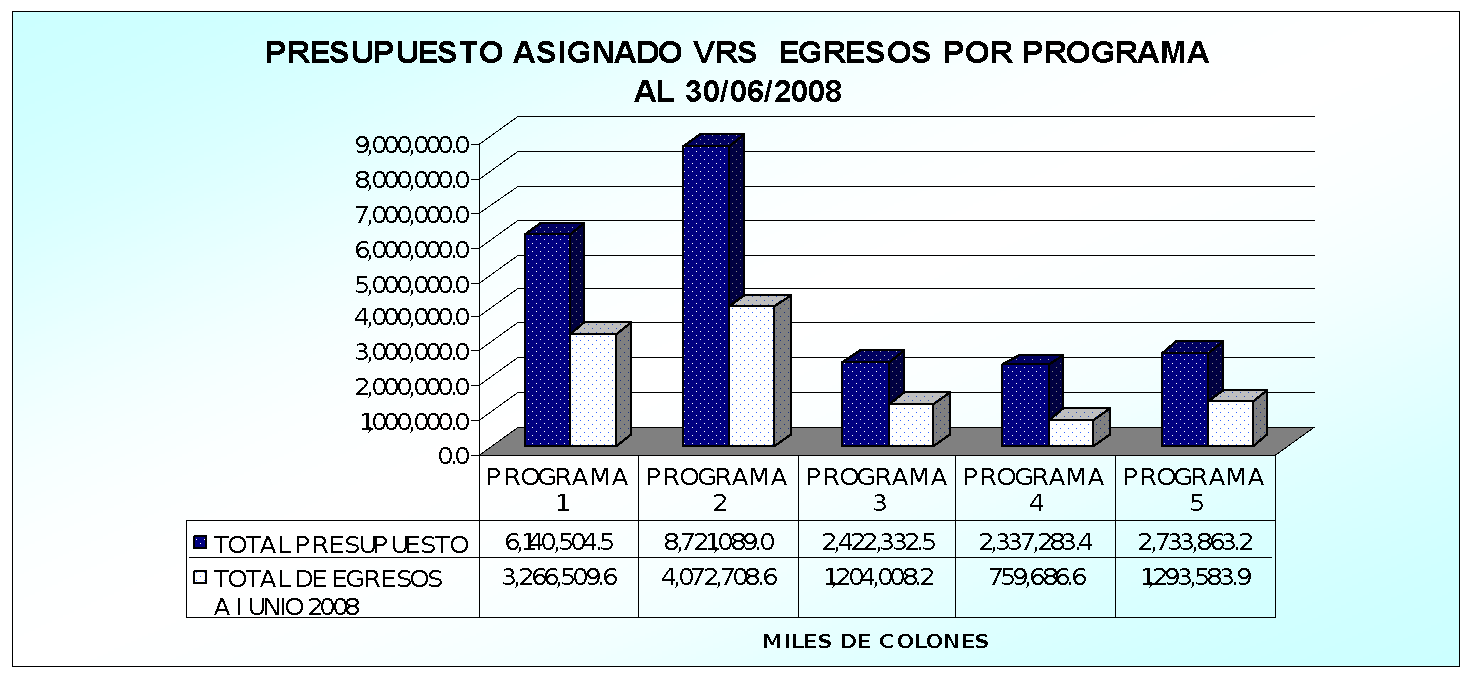 PRESUPUESTO ASIGNADO VRS EGRESOS POR PROGRAMA
AL 30/06/2008
9,000,000.0
8,000,000.0
7,000,000.0
6,000,000.0
5,000,000.0
4,000,000.0
3,000,000.0
2,000,000.0
1,000,000.0
0.0
PROGRAMA 1
PROGRAMA 2
PROGRAMA 3
PROGRAMA 4
PROGRAMA 5
TOTAL PRESUPUESTO 6,140,504.5 8,721,089.0 2,422,332.5 2,337,283.4 2,733,863.2
TOTAL DE EGRESOS 3,266,509.6 4,072,708.6 1,204,008.2 759,686.6 1,293,583.9
A J UNIO 2008
MILES DE COLONES